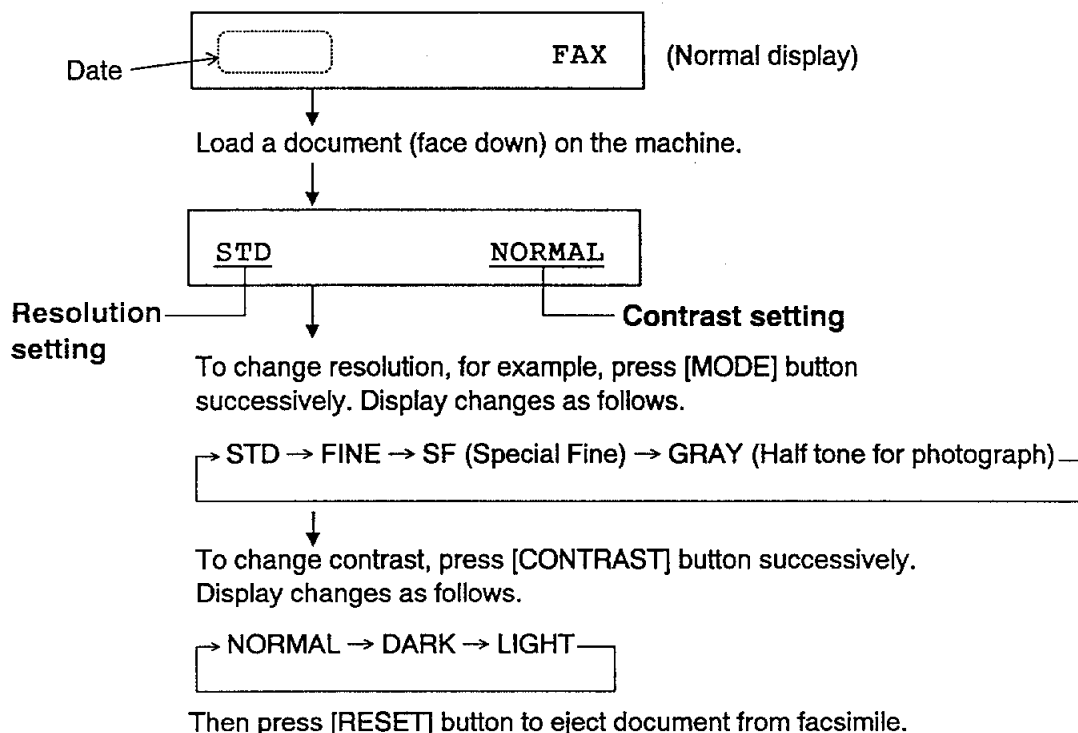 FAX (Normal display)
Date
Load a document (face down) on the machine.
STD NORMAL
Resolution setting
Contrast setting
To change resolution, for example, press [MODE] button
successively. Display changes as follows.
→ STD → FINE → SF (Special Fine) → GRAY (Half tone for photograph)
To change contrast, press [CONTRAST] button successively.
Display changes as follows.
→ NORMAL → DARK → LIGHT
Then press [RESET] button to eject document from facsimile.